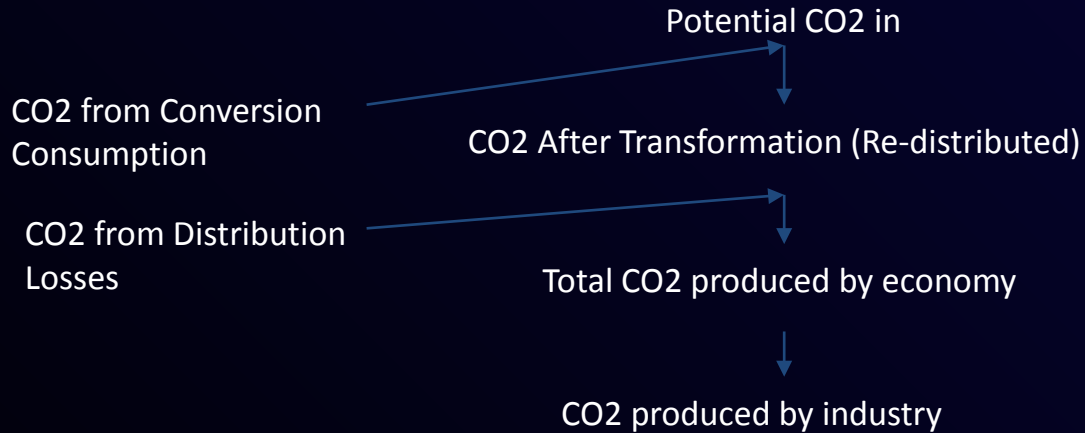 Potential CO2 in
CO2 from Conversion
Consumption
CO2 After Transformation (Re-distributed)
CO2 from Distribution
Losses
Total CO2 produced by economy
CO2 produced by industry